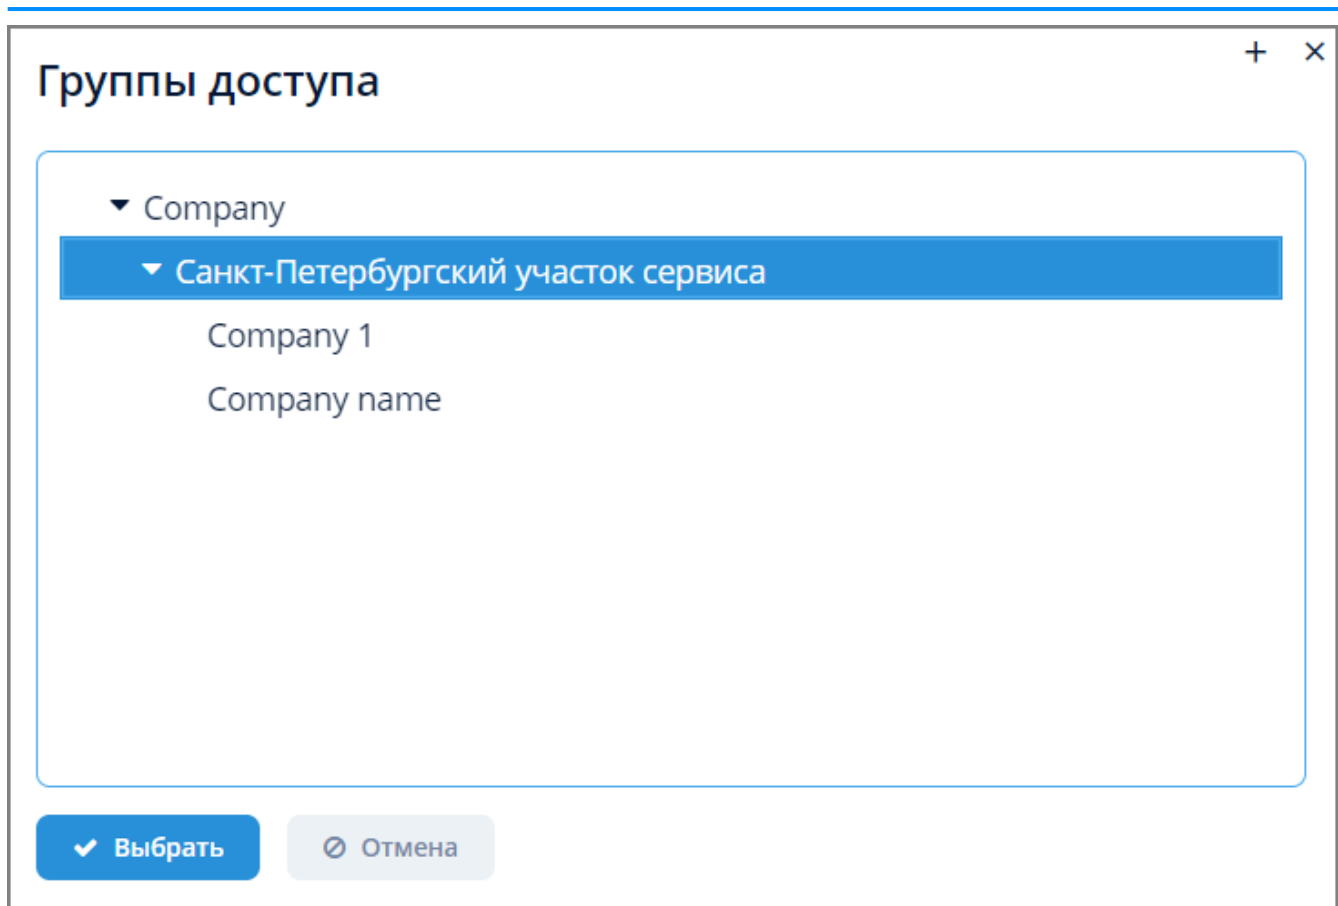 Группы доступа
Company
Санкт-Петербургский участок сервиса
Company 1
Company name
Выбрать
Отмена